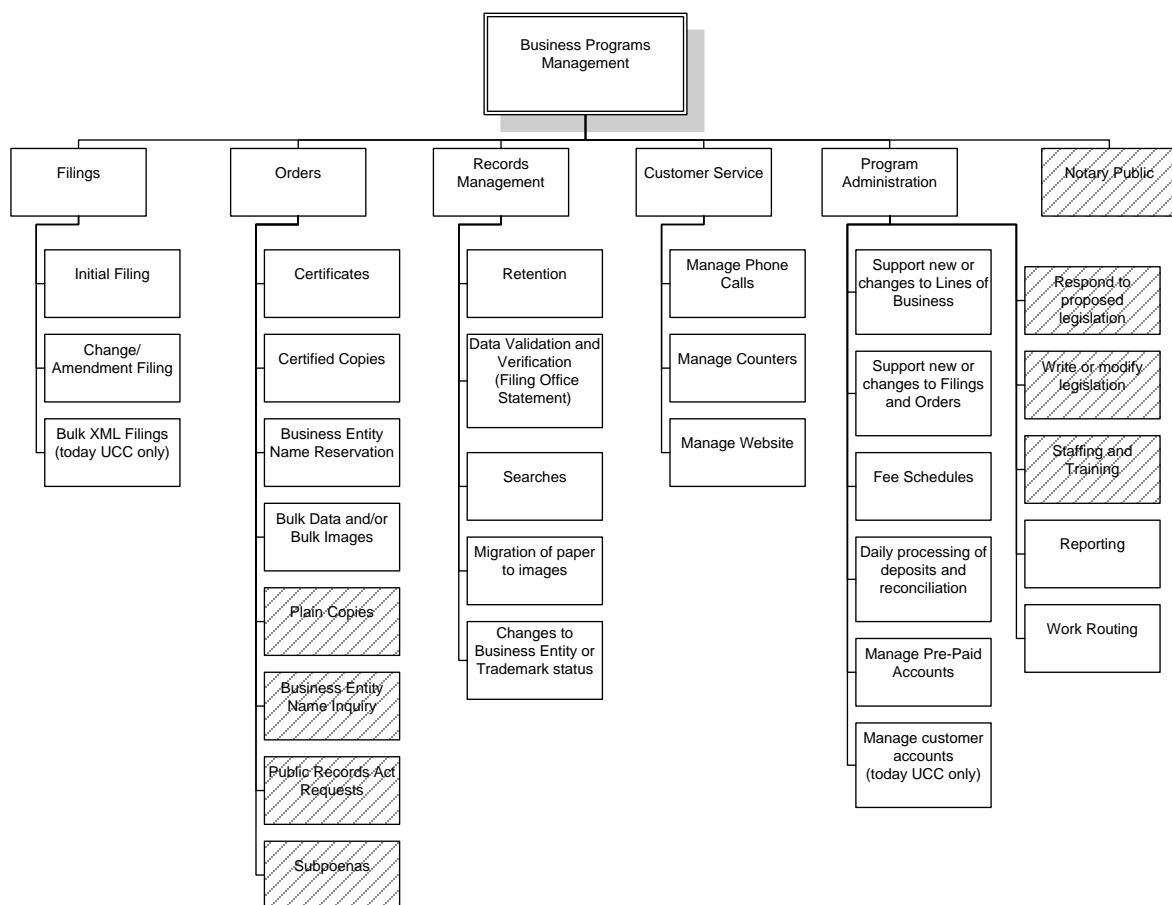 Business Programs
Management
Filings
Orders
Records
Management
Customer Service
Program
Administration
Notary Public
Initial Filing
Change/
Amendment Filing
Bulk XML Filings
(today UCC only)
Certificates
Certified Copies
Business Entity
Name Reservation
Bulk Data and/or
Bulk Images
Plain Copies
Business Entity
Name Inquiry
Public Records Act
Requests
Subpoenas
Retention
Data Validation and
Verification
(Filing Office
Statement)
Searches
Migration of paper
to images
Changes to
Business Entity or
Trademark status
Manage Phone
Calls
Manage Counters
Manage Website
Support new or
changes to Lines of
Business
Support new or
changes to Filings
and Orders
Fee Schedules
Daily processing of
deposits and
reconciliation
Manage Pre-Paid
Accounts
Manage customer
accounts
(today UCC only)
Respond to
proposed
legislation
Write or modify
legislation
Staffing and
Training
Reporting
Work Routing